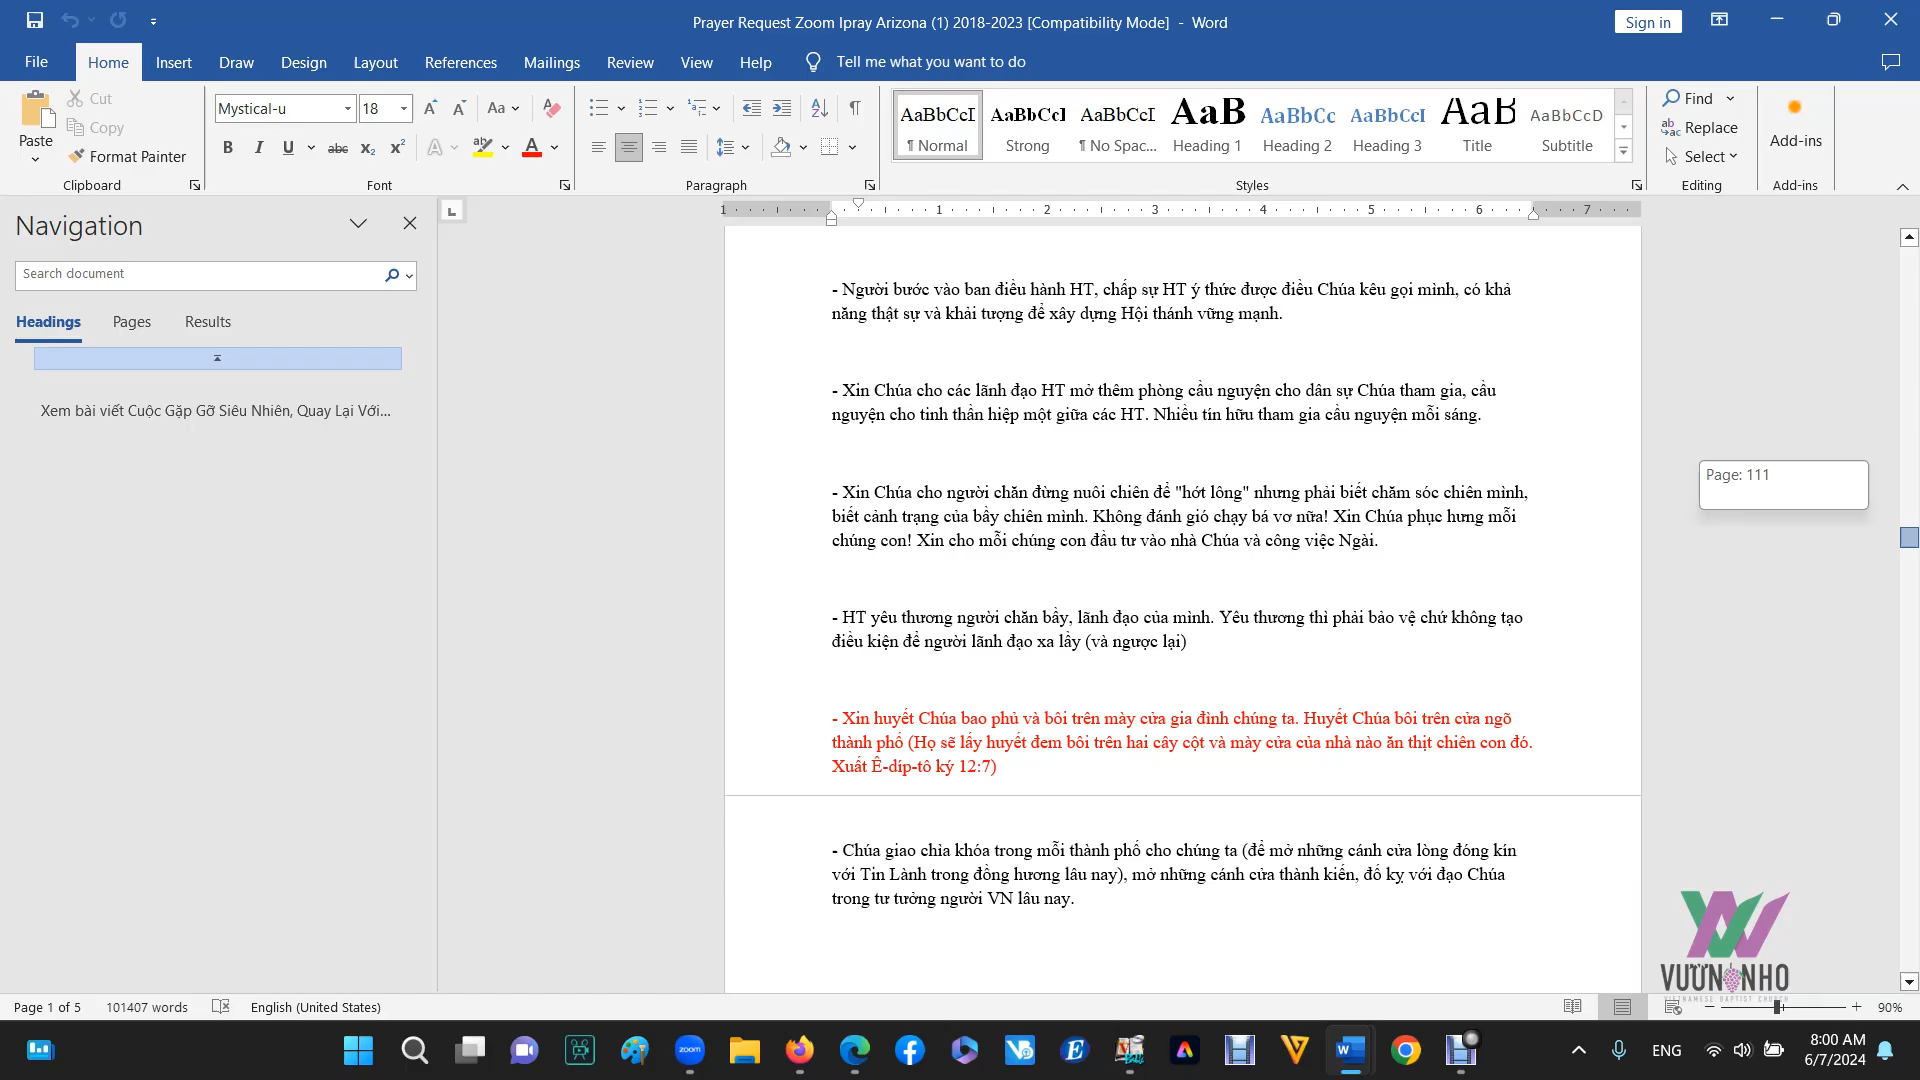 Prayer Request Zoom Ipray Arizona (1) 2018-2023 [Compatibility Mode] - Word
Sign in
File Home Insert Draw Design Layout References Mailings Review View Help Tell me what you want to do
Paste
Cut
Copy
Format Painter
Clipboard
Mystical-u 18
Font
Paragraph
AaBbCcI AaBbCcI AaBbCcI AaB AaBbCc AaBbCcI AaB AaBbCcD
¶ Normal Strong ¶ No Spac... Heading 1 Heading 2 Heading 3 Title Subtitle
Styles
Find
Replace
Select
Editing
Add-ins
Add-ins
Navigation
Search document
Headings Pages Results
Xem bài viết Cuộc Gặp Gỡ Siêu Nhiên, Quay Lại Với...
1 1 2 3 4 5 6 7
- Người bước vào ban điều hành HT, chấp sự HT ý thức được điều Chúa kêu gọi mình, có khả
năng thật sự và khải tượng để xây dựng Hội thánh vững mạnh.
- Xin Chúa cho các lãnh đạo HT mở thêm phòng cầu nguyện cho dân sự Chúa tham gia, cầu
nguyện cho tinh thần hiệp một giữa các HT. Nhiều tín hữu tham gia cầu nguyện mỗi sáng.
- Xin Chúa cho người chăn đừng nuôi chiên để "hớt lông" nhưng phải biết chăm sóc chiên mình,
biết cảnh trạng của bầy chiên mình. Không đánh gió chạy bá vơ nữa! Xin Chúa phục hưng mỗi
chúng con! Xin cho mỗi chúng con đầu tư vào nhà Chúa và công việc Ngài.
- HT yêu thương người chăn bầy, lãnh đạo của mình. Yêu thương thì phải bảo vệ chứ không tạo
điều kiện để người lãnh đạo xa lầy (và ngược lại)
- Xin huyết Chúa bao phủ và bôi trên mày cửa gia đình chúng ta. Huyết Chúa bôi trên cửa ngõ
thành phố (Họ sẽ lấy huyết đem bôi trên hai cây cột và mày cửa của nhà nào ăn thịt chiên con đó.
Xuất Ê-díp-tô ký 12:7)
- Chúa giao chìa khóa trong mỗi thành phố cho chúng ta (để mở những cánh cửa lòng đóng kín
với Tin Lành trong đồng hương lâu nay), mở những cánh cửa thành kiến, đố kỵ với đạo Chúa
trong tư tưởng người VN lâu nay.
Page: 111
VƯỜN NHO
VIETNAMESE BAPTIST CHURCH
Page 1 of 5 101407 words English (United States) 90%
zoom
ENG
8:00 AM
6/7/2024